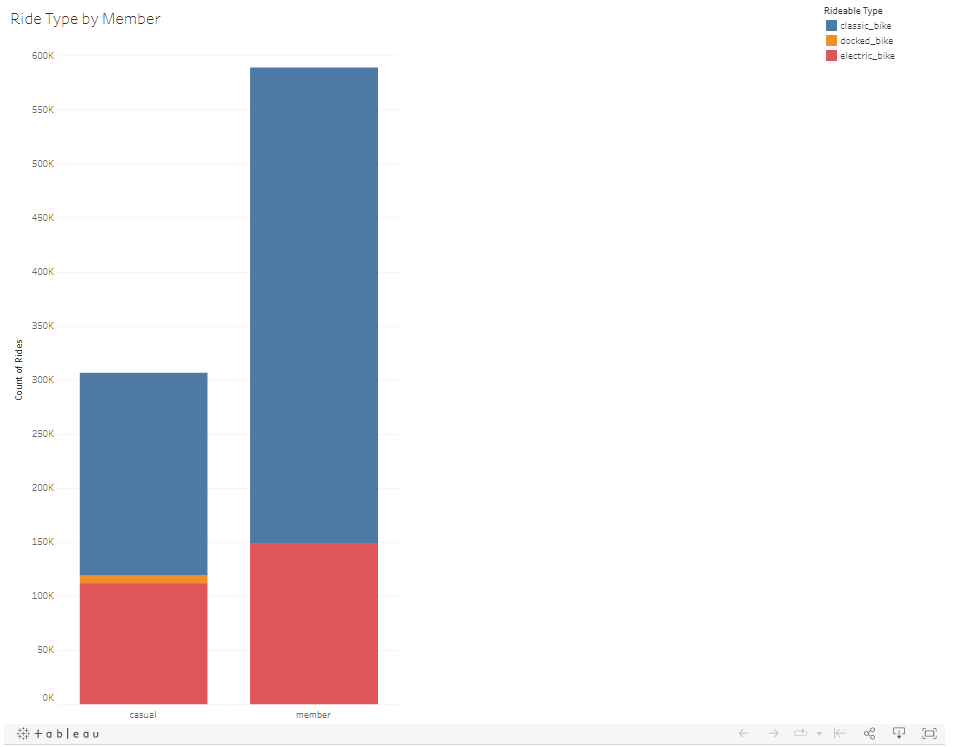 Ride Type by Member
Rideable Type
classic_bike
docked_bike
electric_bike
600K
550K
500K
450K
400K
350K
300K
250K
200K
150K
100K
50K
0K
Count of Rides
casual
member
+ableau